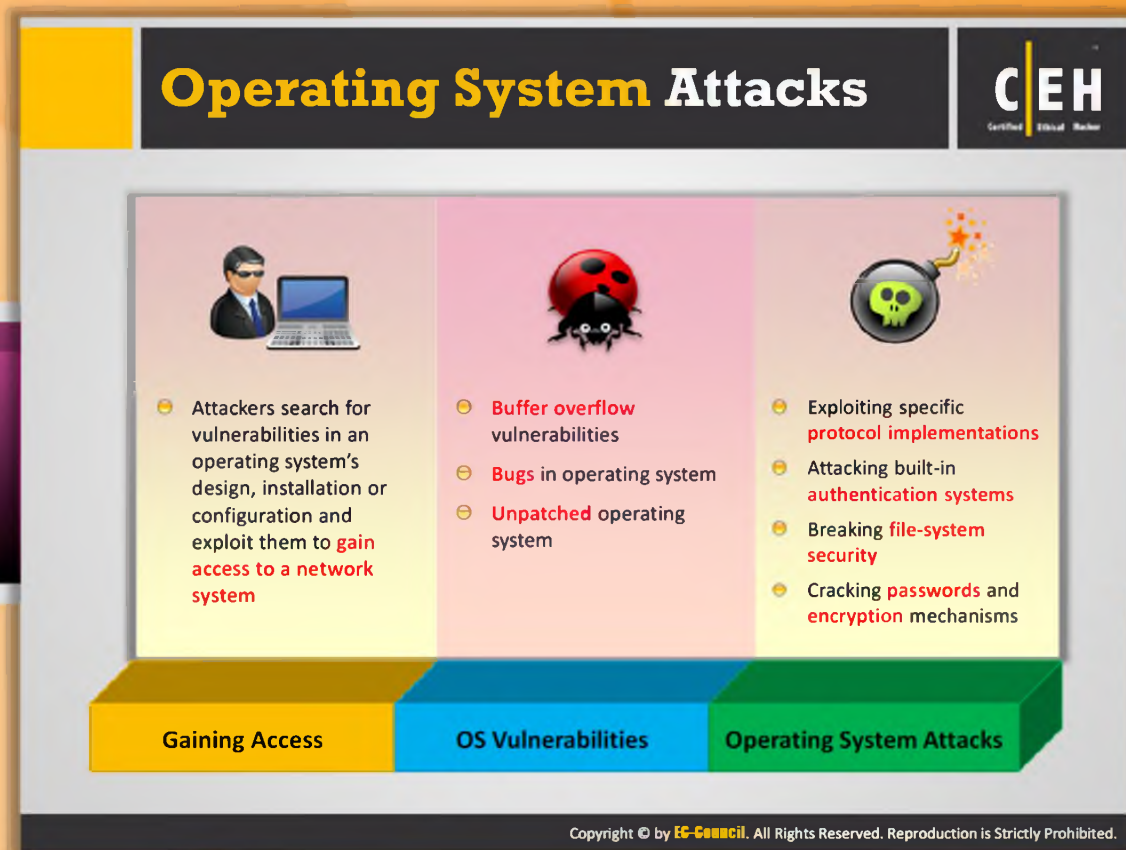 Operating System Attacks
C|EH
Certified Ethical Hacker
Attackers search for
vulnerabilities in an
operating system's
design, installation or
configuration and
exploit them to gain
access to a network
system
Buffer overflow
vulnerabilities
Bugs in operating system
Unpatched operating
system
Exploiting specific
protocol implementations
Attacking built-in
authentication systems
Breaking file-system
security
Cracking passwords and
encryption mechanisms
Gaining Access
OS Vulnerabilities
Operating System Attacks
Copyright © by EC-Council. All Rights Reserved. Reproduction is Strictly Prohibited.